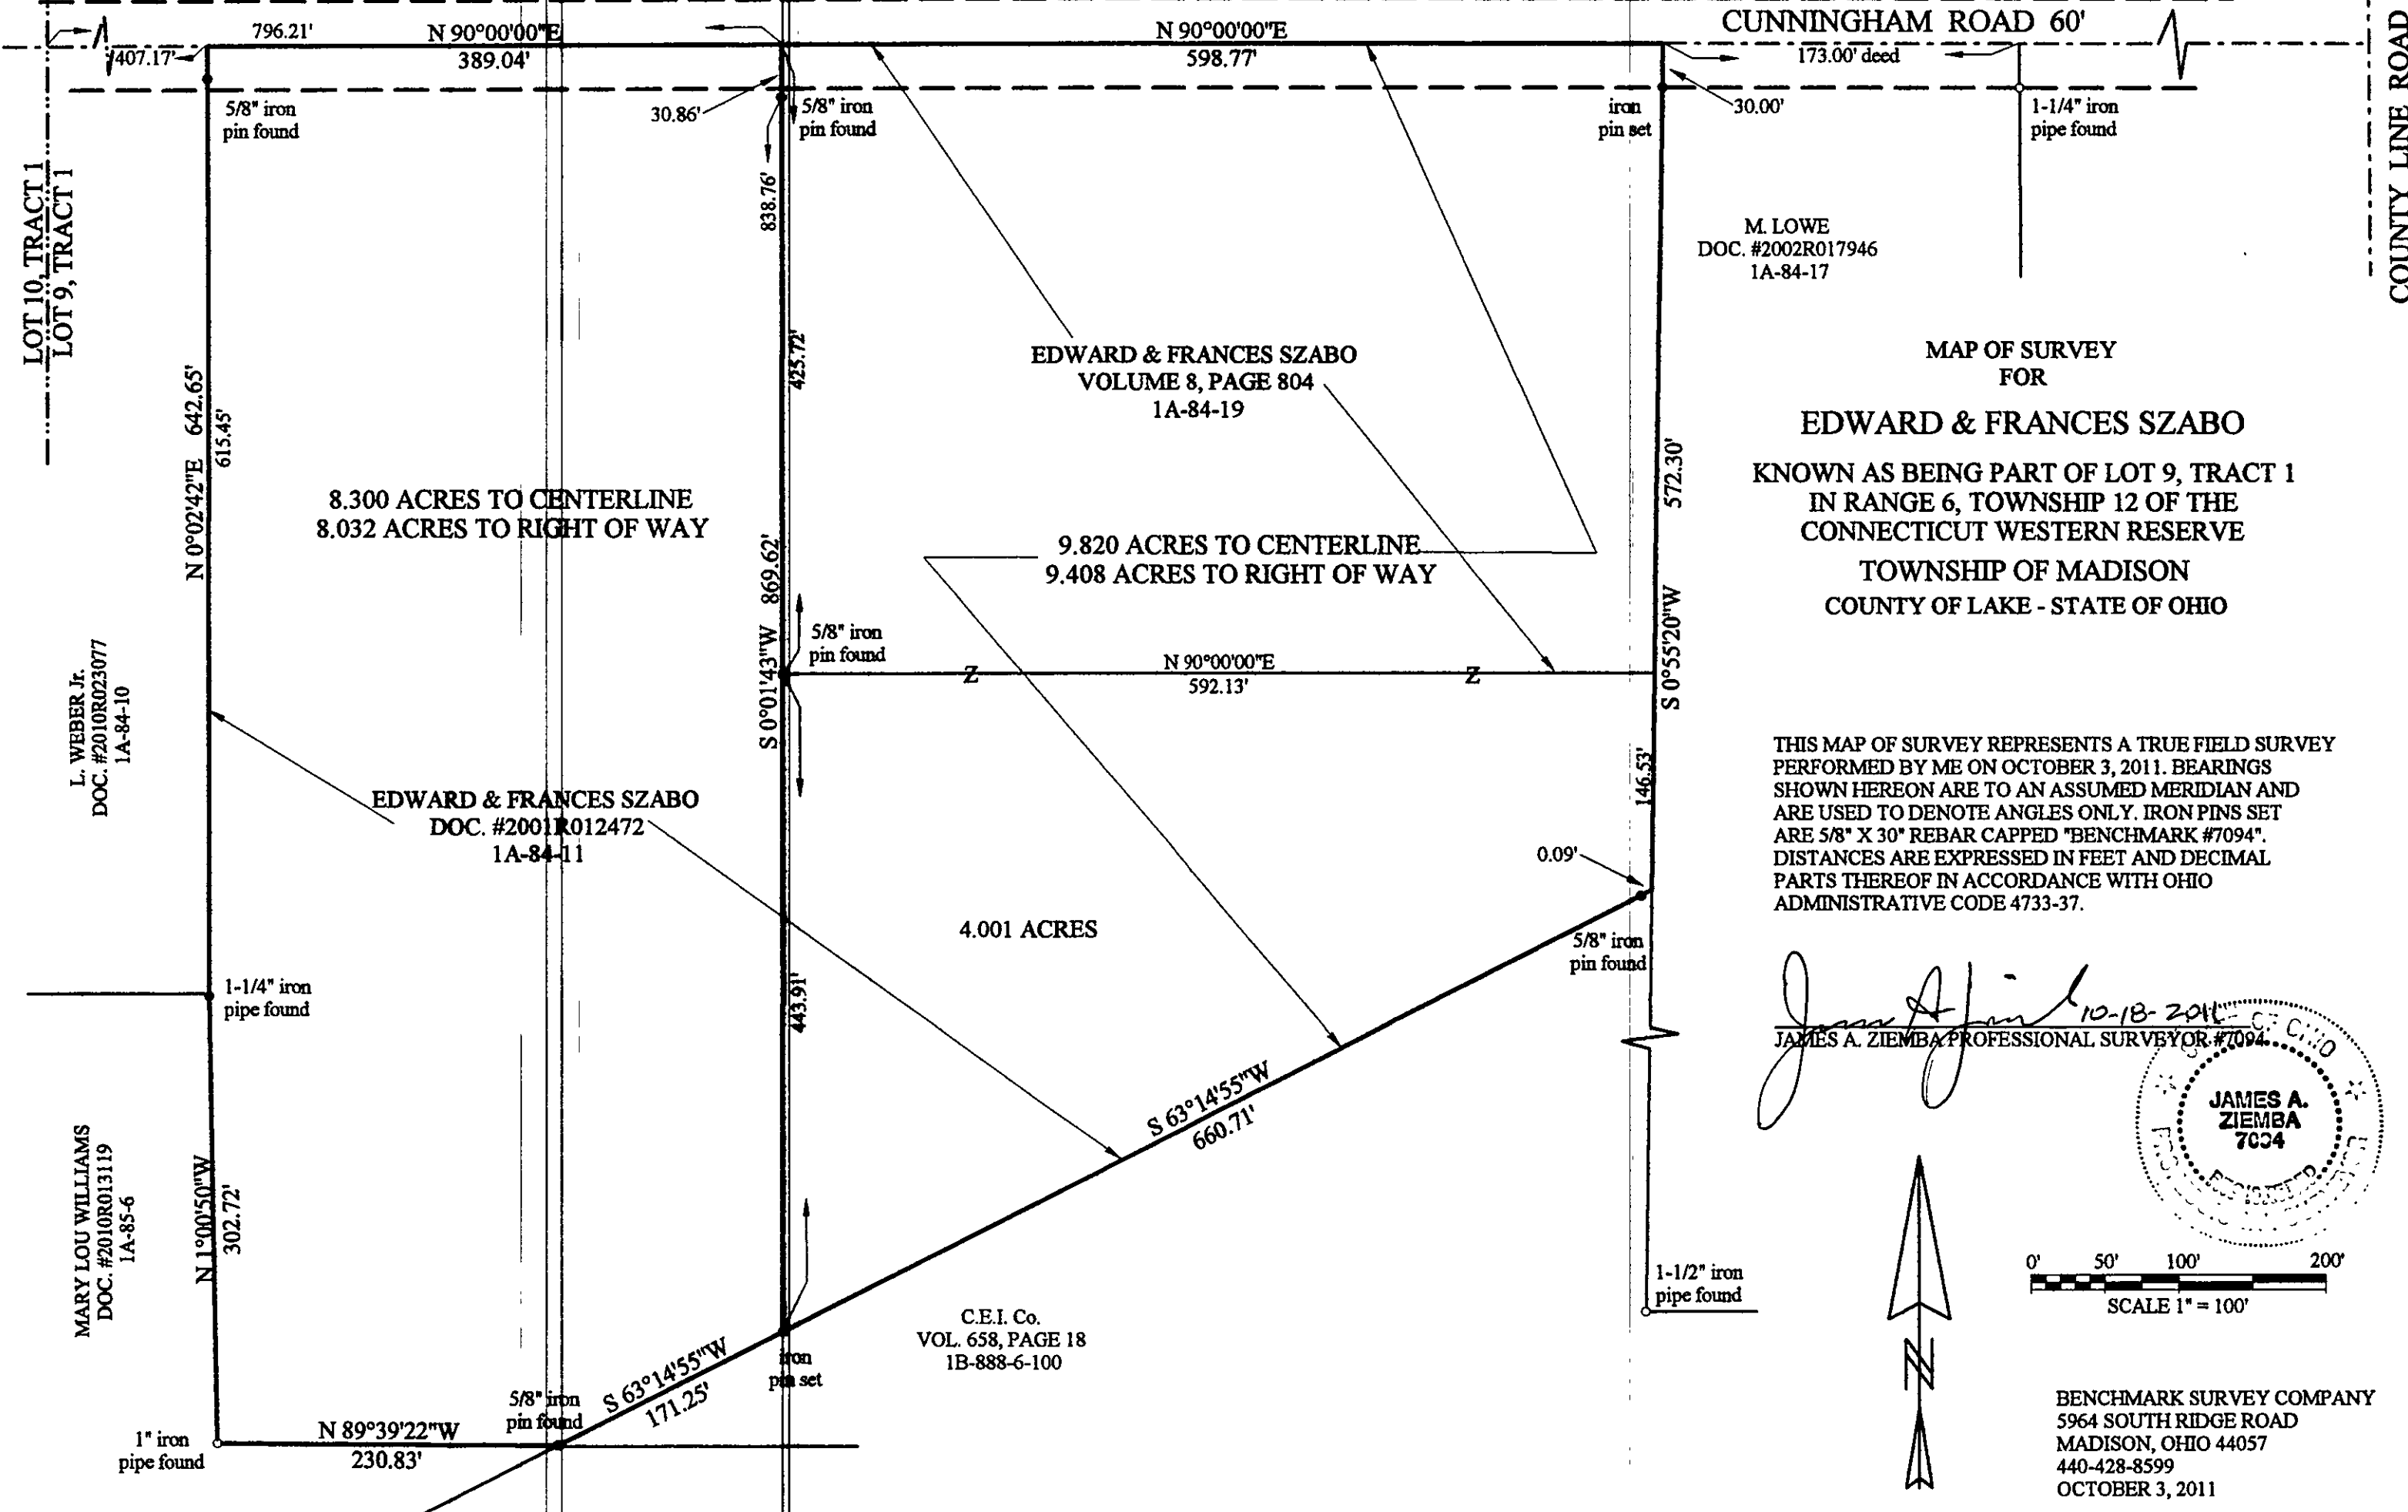 CUNNINGHAM ROAD 60'
COUNTY LINE ROAD
796.21'
N 90°00'00"E
407.17'
389.04'
N 90°00'00"E
598.77'
173.00' deed
5/8" iron
pin found
30.86'
5/8" iron
pin found
iron
pin set
30.00'
1-1/4" iron
pipe found
LOT 10, TRACT 1
LOT 9, TRACT 1
838.76'
M. LOWE
DOC. #2002R017946
1A-84-17
425.72'
EDWARD & FRANCES SZABO
VOLUME 8, PAGE 804
1A-84-19
MAP OF SURVEY
FOR
EDWARD & FRANCES SZABO
KNOWN AS BEING PART OF LOT 9, TRACT 1
IN RANGE 6, TOWNSHIP 12 OF THE
CONNECTICUT WESTERN RESERVE
TOWNSHIP OF MADISON
COUNTY OF LAKE - STATE OF OHIO
N 0°02'42"E 642.65'
615.45'
572.30'
8.300 ACRES TO CENTERLINE
8.032 ACRES TO RIGHT OF WAY
9.820 ACRES TO CENTERLINE
9.408 ACRES TO RIGHT OF WAY
S 0°01'43"W 869.62'
S 0°55'20"W
5/8" iron
pin found
N 90°00'00"E
Z
Z
592.13'
L. WEBER Jr.
DOC. #2010R023077
1A-84-10
EDWARD & FRANCES SZABO
DOC. #2001R012472
1A-84-11
146.53'
THIS MAP OF SURVEY REPRESENTS A TRUE FIELD SURVEY
PERFORMED BY ME ON OCTOBER 3, 2011. BEARINGS
SHOWN HEREON ARE TO AN ASSUMED MERIDIAN AND
ARE USED TO DENOTE ANGLES ONLY. IRON PINS SET
ARE 5/8" X 30" REBAR CAPPED "BENCHMARK #7094".
DISTANCES ARE EXPRESSED IN FEET AND DECIMAL
PARTS THEREOF IN ACCORDANCE WITH OHIO
ADMINISTRATIVE CODE 4733-37.
0.09'
4.001 ACRES
5/8" iron
pin found
443.91'
1-1/4" iron
pipe found
10-18-2011
JAMES A. ZIEMBA PROFESSIONAL SURVEYOR #7094
OF OHIO
JAMES A.
ZIEMBA
7094
S 63°14'55"W
660.71'
MARY LOU WILLIAMS
DOC. #2010R013119
1A-85-6
N 1°00'50"W
302.72'
0' 50' 100' 200'
SCALE 1" = 100'
1-1/2" iron
pipe found
C.E.I. Co.
VOL. 658, PAGE 18
1B-888-6-100
iron
pin set
S 63°14'55"W
171.25'
5/8" iron
pin found
N
1" iron
pipe found
N 89°39'22"W
230.83'
BENCHMARK SURVEY COMPANY
5964 SOUTH RIDGE ROAD
MADISON, OHIO 44057
440-428-8599
OCTOBER 3, 2011